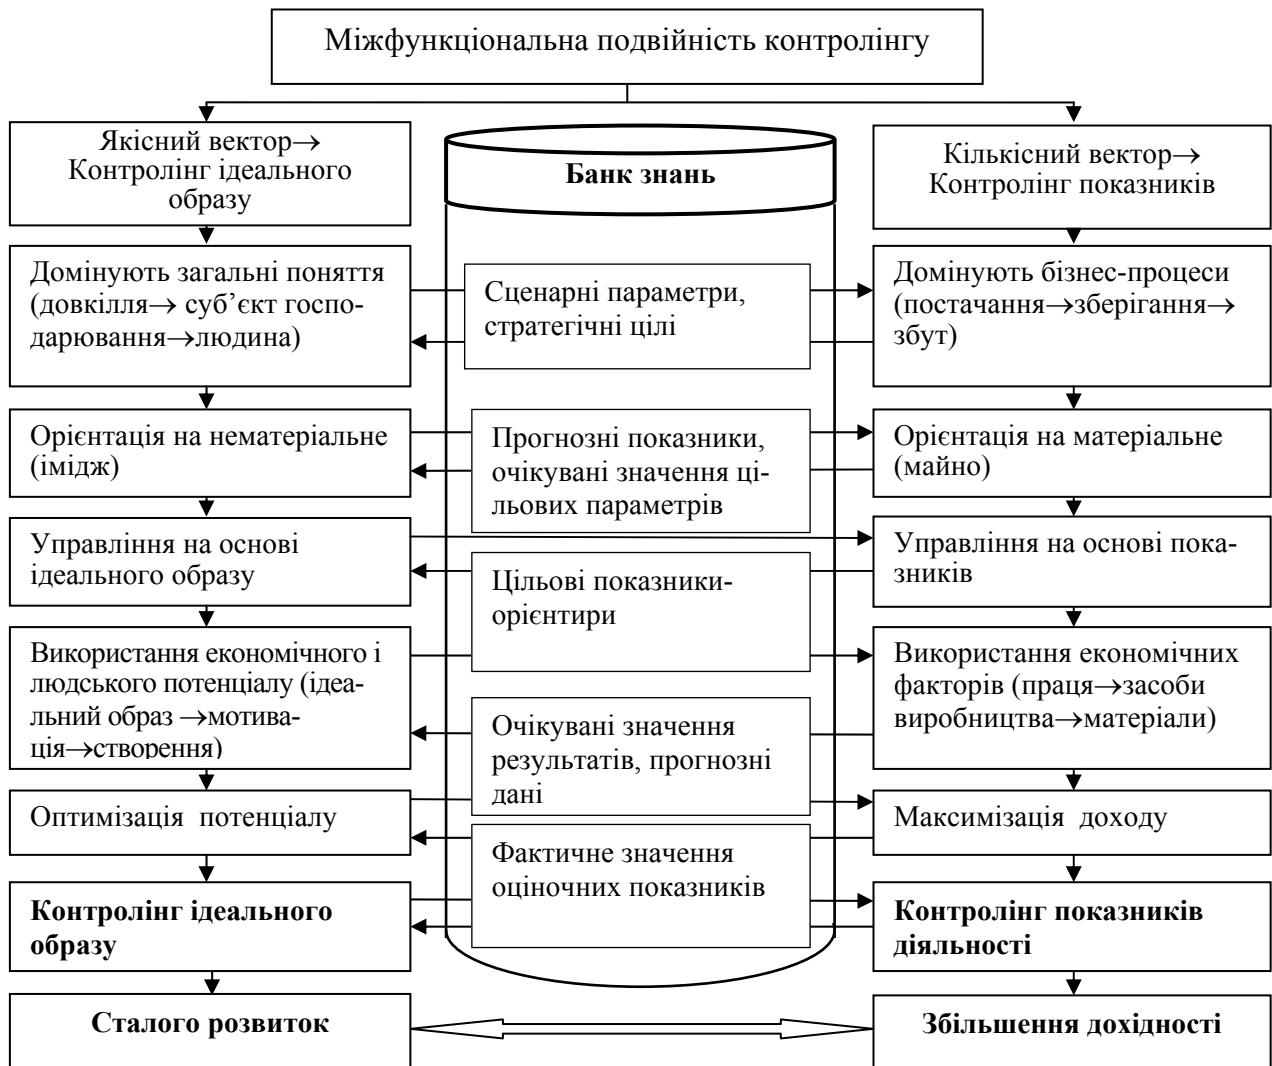 Міжфункціональна подвійність контролінгу
Якісний вектор→
Контролінг ідеального
образу
Банк знань
Кількісний вектор→
Контролінг показників
Домінують загальні поняття
(довкілля→ суб’єкт госпо-
дарювання→людина)
Сценарні параметри,
стратегічні цілі
Домінують бізнес-процеси
(постачання→зберігання→
збут)
Орієнтація на нематеріальне
(імідж)
Прогнозні показники,
очікувані значення ці-
льових параметрів
Орієнтація на матеріальне
(майно)
Управління на основі
ідеального образу
Цільові показники-
орієнтири
Управління на основі пока-
зників
Використання економічного і
людського потенціалу (ідеа-
льний образ →мотива-
ція→створення)
Очікувані значення
результатів, прогнозні
дані
Використання економічних
факторів (праця→засоби
виробництва→матеріали)
Оптимізація потенціалу
Фактичне значення
оціночних показників
Максимізація доходу
Контролінг ідеального
образу
Контролінг показників
діяльності
Сталого розвиток
Збільшення дохідності